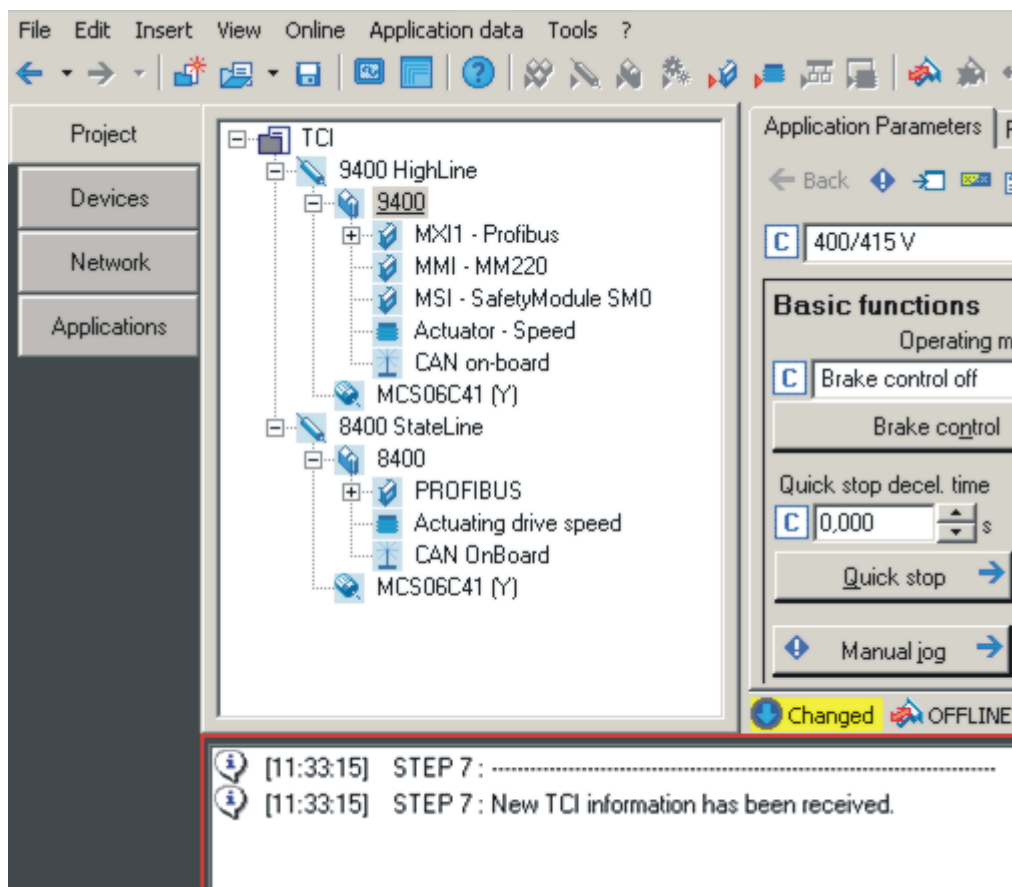 File Edit Insert View Online Application data Tools ?
Project
Devices
Network
Applications
TCI
9400 HighLine
9400
MXI1 - Profibus
MMI - MM220
MSI - SafetyModule SM0
Actuator - Speed
CAN on-board
MCS06C41 (Y)
8400 StateLine
8400
PROFIBUS
Actuating drive speed
CAN OnBoard
MCS06C41 (Y)
Application Parameters
Back
C 400/415 V
Basic functions
Operating m
C Brake control off
Brake control
Quick stop decel. time
C 0,000 s
Quick stop
Manual jog
Changed OFFLINE
[11:33:15] STEP 7 : ------------------------------------------------------------
[11:33:15] STEP 7 : New TCI information has been received.